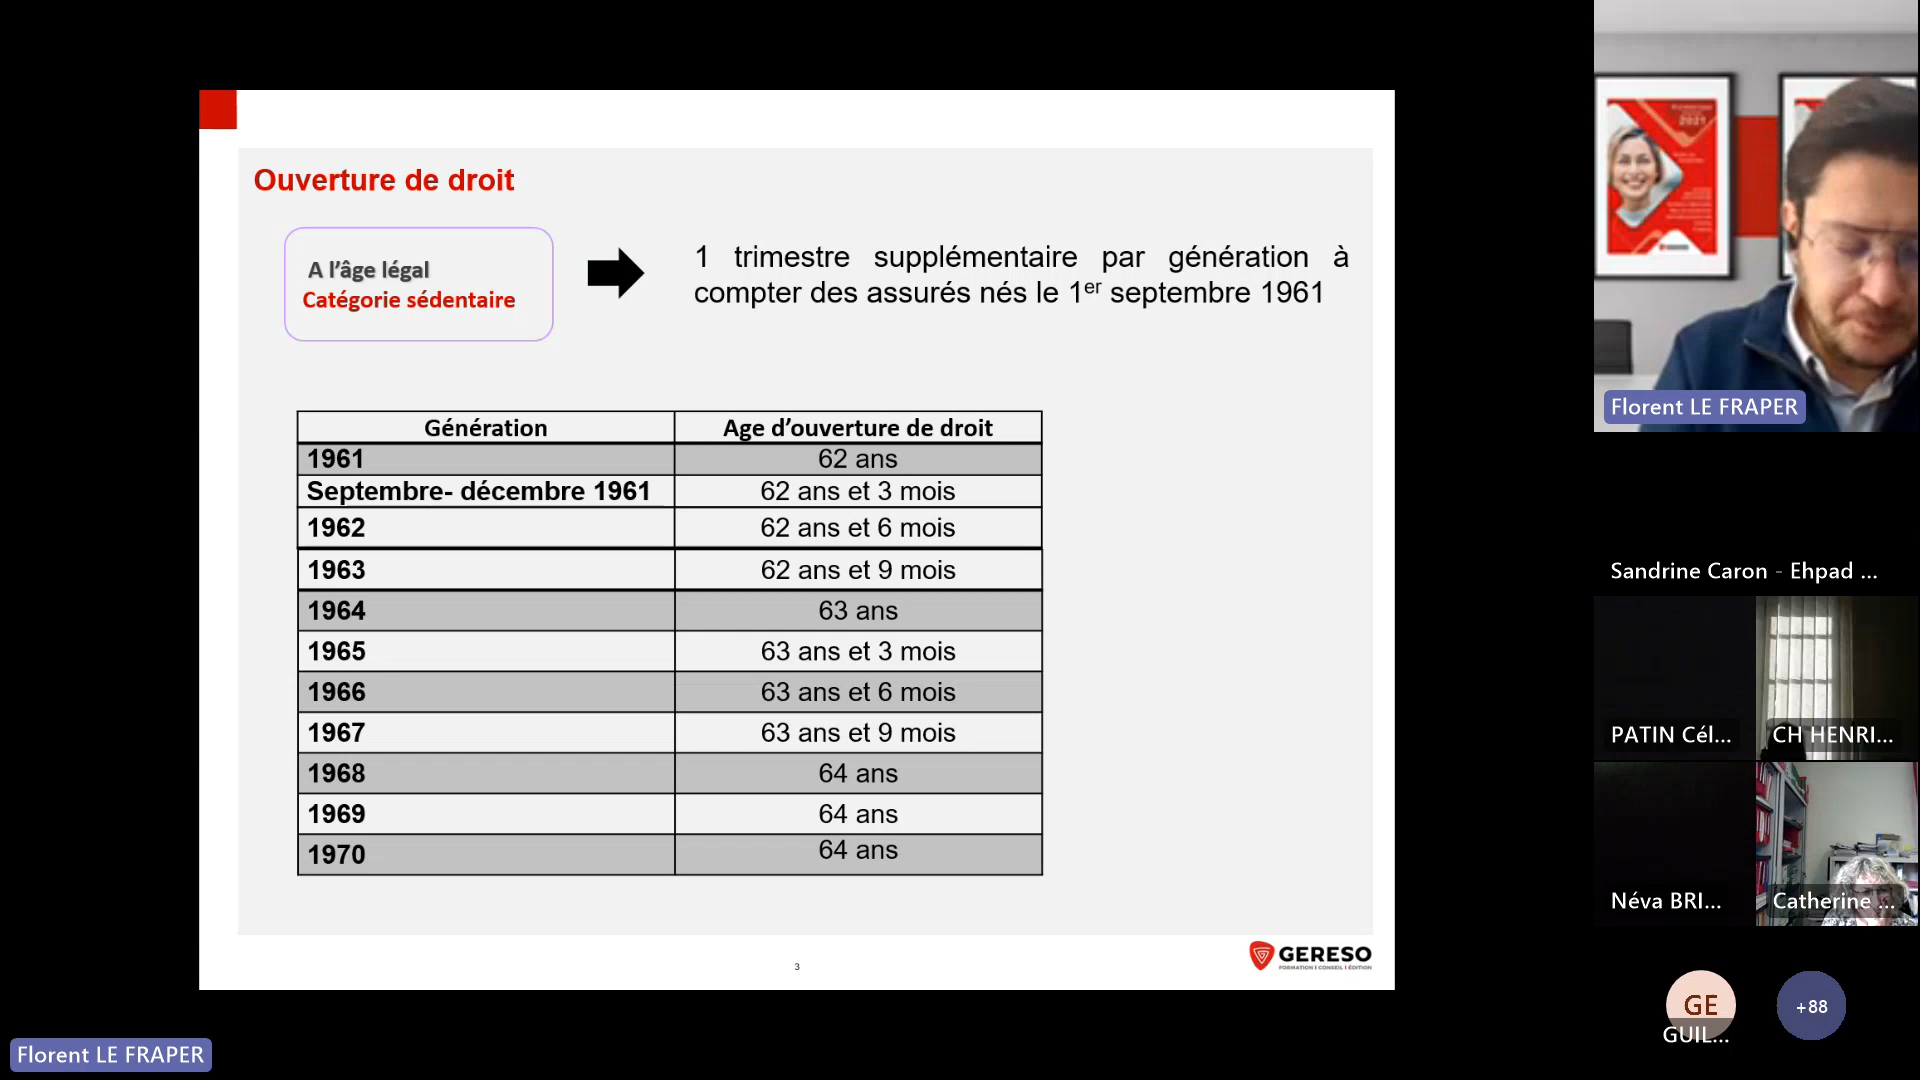 Ouverture de droit
A l’âge légal
Catégorie sédentaire
1 trimestre supplémentaire par génération à
compter des assurés nés le 1er septembre 1961
Génération Age d’ouverture de droit
1961 62 ans
Septembre- décembre 1961 62 ans et 3 mois
1962 62 ans et 6 mois
1963 62 ans et 9 mois
1964 63 ans
1965 63 ans et 3 mois
1966 63 ans et 6 mois
1967 63 ans et 9 mois
1968 64 ans
1969 64 ans
1970 64 ans
3
GERESO
FORMATION I CONSEIL I ÉDITION
2021
Florent LE FRAPER
Sandrine Caron - Ehpad ...
PATIN Cél...
CH HENRI...
Néva BRI...
Catherine ...
GE
GUIL...
+88
Florent LE FRAPER